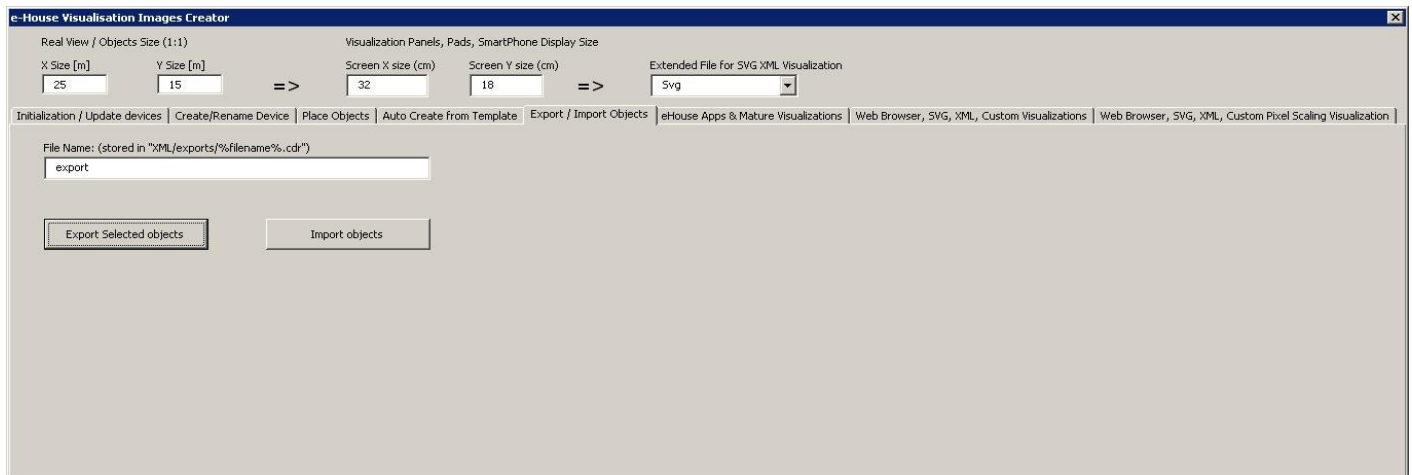 e-House Visualisation Images Creator
Real View / Objects Size (1:1) Visualization Panels, Pads, SmartPhone Display Size
X Size [m] Y Size [m] Screen X size (cm) Screen Y size (cm) Extended File for SVG XML Visualization
25 15 => 32 18 => Svg
Initialization / Update devices Create/Rename Device Place Objects Auto Create from Template Export / Import Objects eHouse Apps & Mature Visualizations Web Browser, SVG, XML, Custom Visualizations Web Browser, SVG, XML, Custom Pixel Scaling Visualization
File Name: (stored in "XML/exports/%filename%.cdr")
export
Export Selected objects Import objects